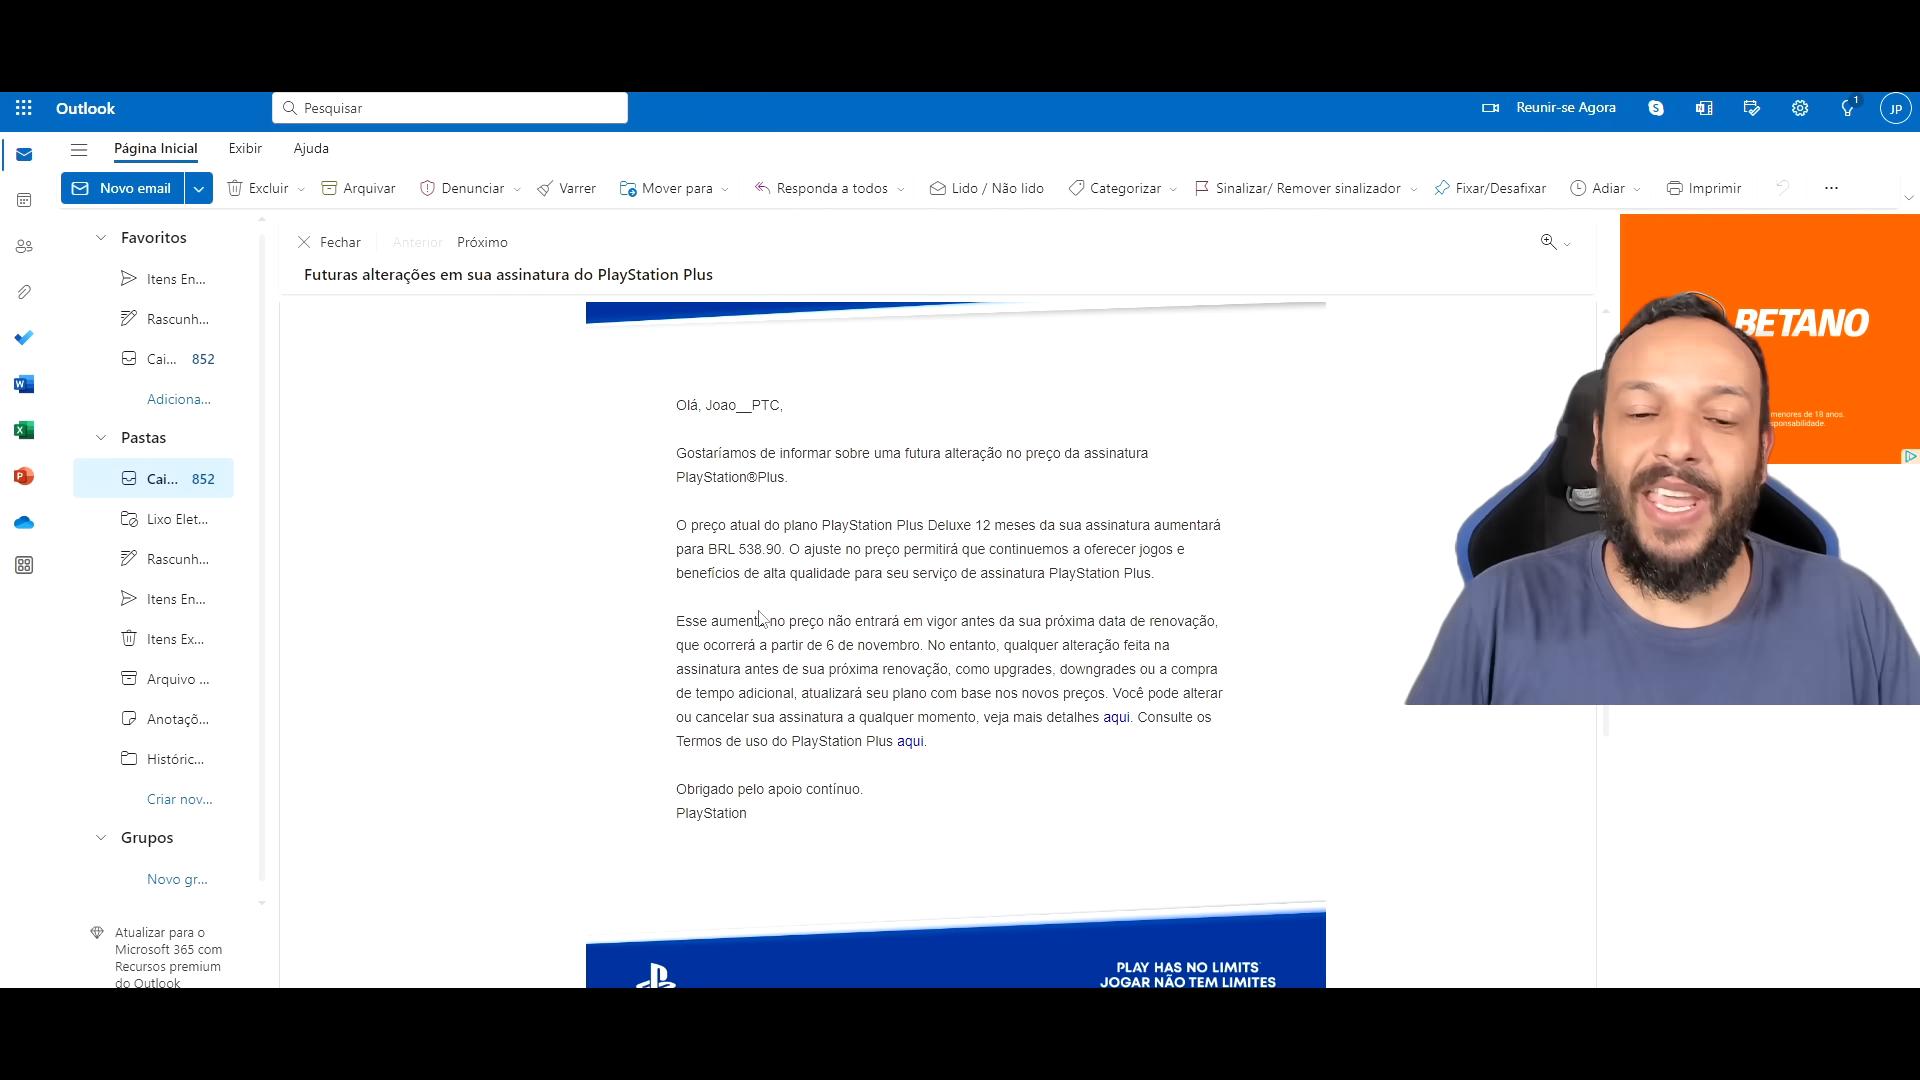 Outlook
Pesquisar
Reunir-se Agora
1
JP
Página Inicial
Exibir
Ajuda
Novo email
Excluir
Arquivar
Denunciar
Varrer
Mover para
Responda a todos
Lido / Não lido
Categorizar
Sinalizar/ Remover sinalizador
Fixar/Desafixar
Adiar
Imprimir
...
Favoritos
Itens En...
Rascunh...
Cai... 852
Adiciona...
Pastas
Cai... 852
Lixo Elet...
Rascunh...
Itens En...
Itens Ex...
Arquivo ...
Anotaçõ...
Históric...
Criar nov...
Grupos
Novo gr...
Atualizar para o
Microsoft 365 com
Recursos premium
do Outlook
Fechar
Anterior
Próximo
Futuras alterações em sua assinatura do PlayStation Plus
Olá, Joao__PTC,
Gostaríamos de informar sobre uma futura alteração no preço da assinatura
PlayStation®Plus.
O preço atual do plano PlayStation Plus Deluxe 12 meses da sua assinatura aumentará
para BRL 538.90. O ajuste no preço permitirá que continuemos a oferecer jogos e
benefícios de alta qualidade para seu serviço de assinatura PlayStation Plus.
Esse aumento no preço não entrará em vigor antes da sua próxima data de renovação,
que ocorrerá a partir de 6 de novembro. No entanto, qualquer alteração feita na
assinatura antes de sua próxima renovação, como upgrades, downgrades ou a compra
de tempo adicional, atualizará seu plano com base nos novos preços. Você pode alterar
ou cancelar sua assinatura a qualquer momento, veja mais detalhes aqui. Consulte os
Termos de uso do PlayStation Plus aqui.
Obrigado pelo apoio contínuo.
PlayStation
PLAY HAS NO LIMITS
JOGAR NÃO TEM LIMITES
BETANO
menores de 18 anos.